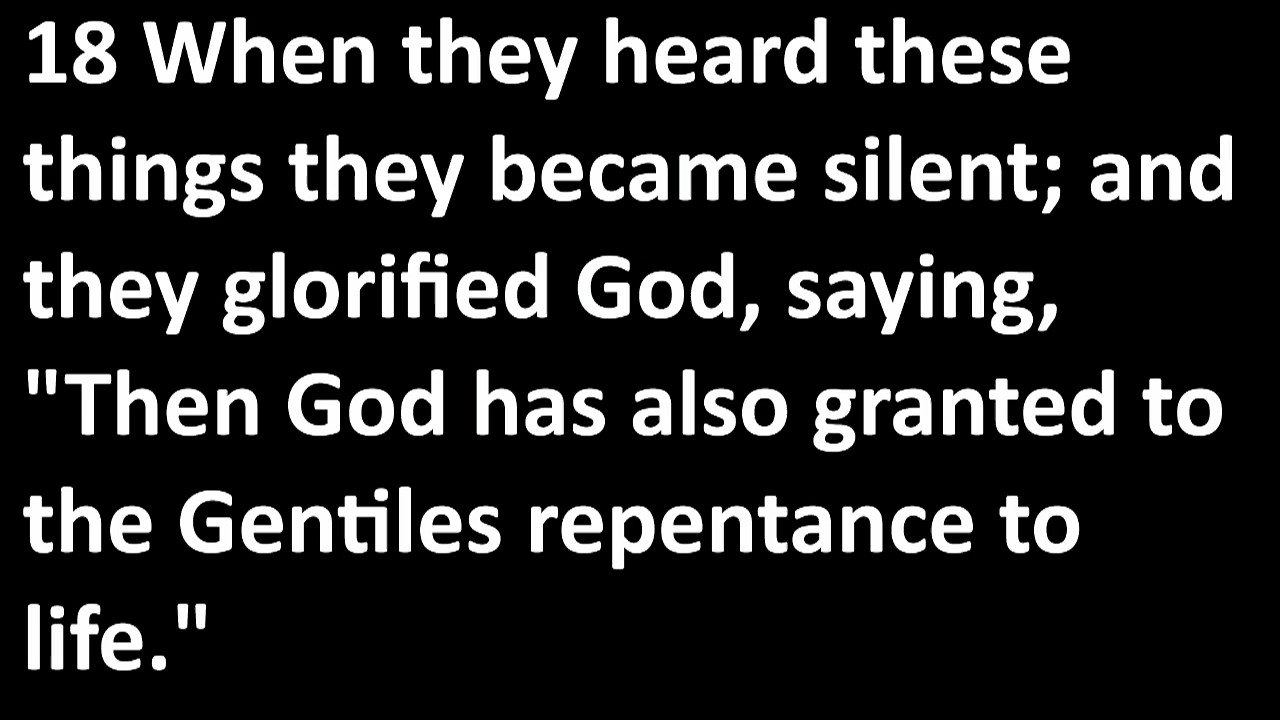 18 When they heard these
things they became silent; and
they glorified God, saying,
"Then God has also granted to
the Gentiles repentance to
life."